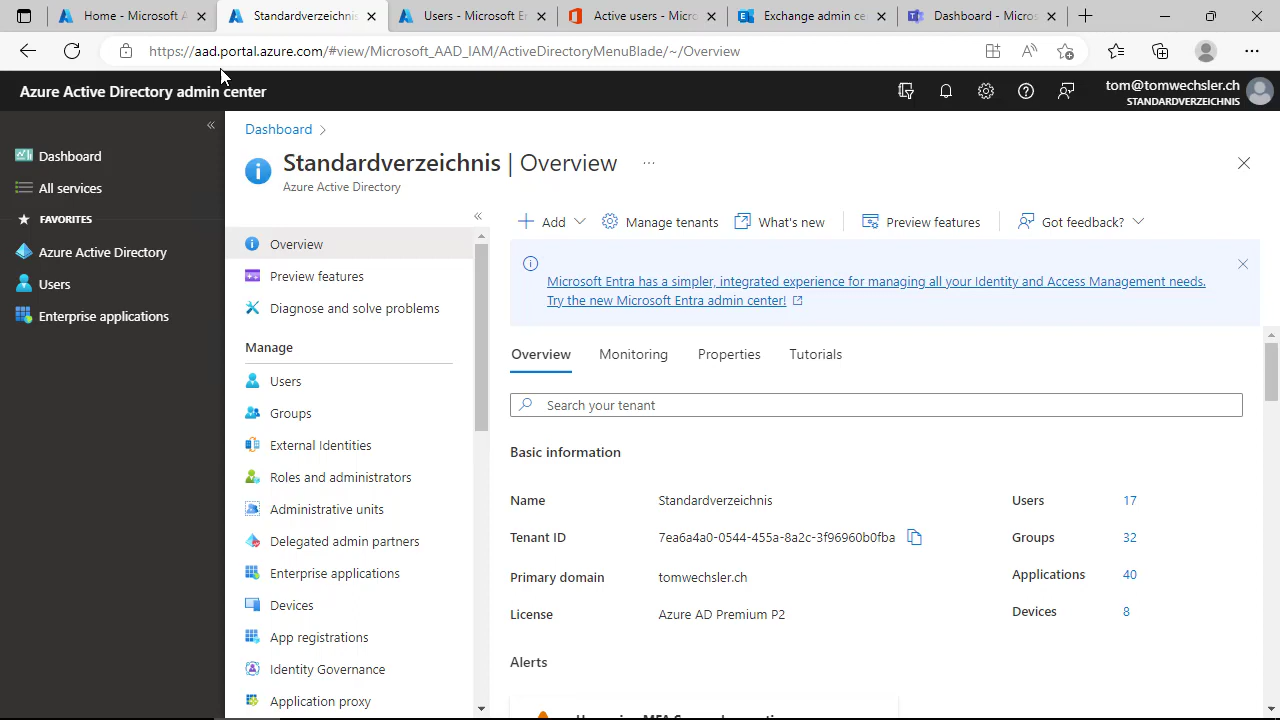 Home - Microsoft A
Standardverzeichnis
Users - Microsoft En
Active users - Micro
Exchange admin ce
Dashboard - Micros
https://aad.portal.azure.com/#view/Microsoft_AAD_IAM/ActiveDirectoryMenuBlade/~/Overview
Azure Active Directory admin center
tom@tomwechsler.ch
STANDARDVERZEICHNIS
Dashboard
All services
FAVORITES
Azure Active Directory
Users
Enterprise applications
Dashboard >
Standardverzeichnis | Overview ...
Azure Active Directory
Overview
Preview features
Diagnose and solve problems
Manage
Users
Groups
External Identities
Roles and administrators
Administrative units
Delegated admin partners
Enterprise applications
Devices
App registrations
Identity Governance
Application proxy
Add
Manage tenants
What's new
Preview features
Got feedback?
Microsoft Entra has a simpler, integrated experience for managing all your Identity and Access Management needs.
Try the new Microsoft Entra admin center!
Overview Monitoring Properties Tutorials
Search your tenant
Basic information
Name Standardverzeichnis Users 17
Tenant ID 7ea6a4a0-0544-455a-8a2c-3f96960b0fba Groups 32
Primary domain tomwechsler.ch Applications 40
License Azure AD Premium P2 Devices 8
Alerts